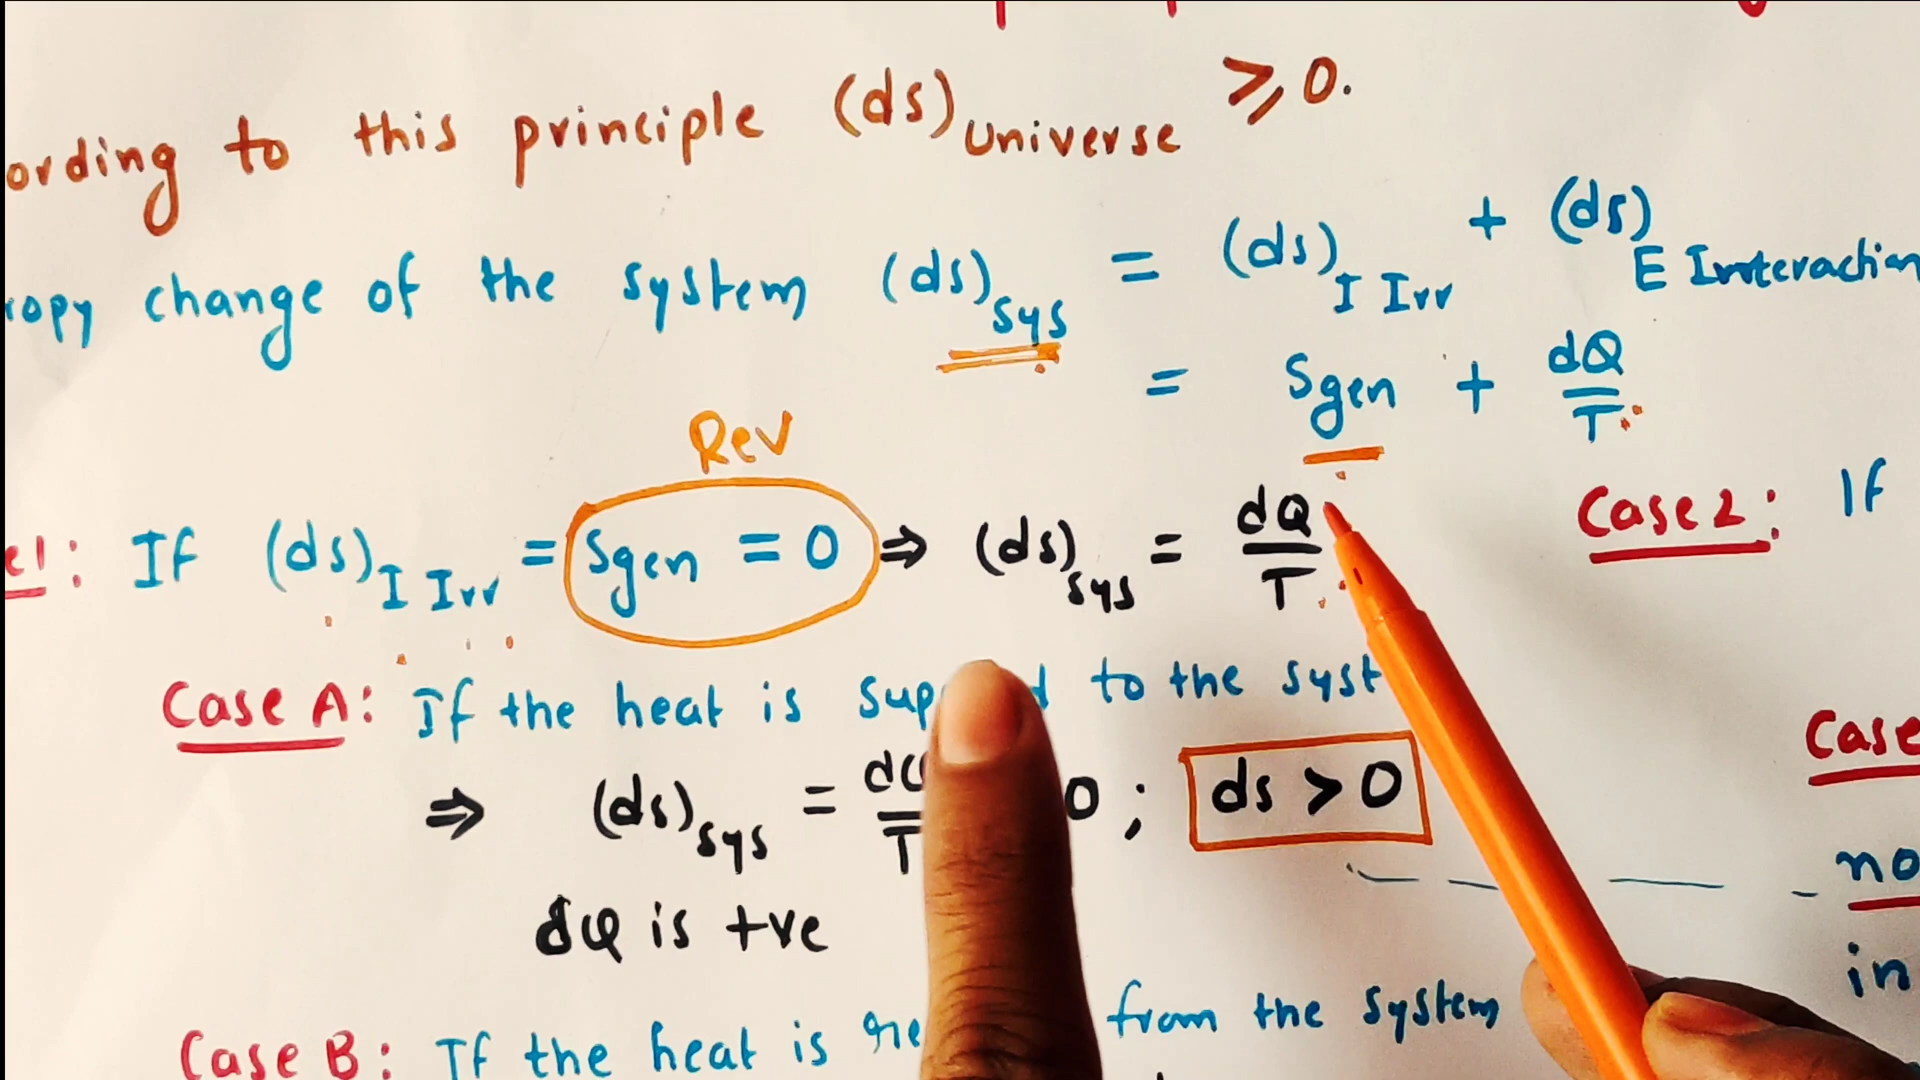 ording to this principle (ds)Universe ≥ 0.
ropy change of the system (ds)sys = (ds)I Irr + (ds)E Interaction
= Sgen + dQ/T
Rev
e1: If (ds)I Irr = Sgen = 0 ⇒ (ds)sys = dQ/T
Case 2: If
Case A: If the heat is sup d to the syst
Case
⇒ (ds)sys = dQ/T 0 ; ds > 0
no
dQ is +ve
in
Case B: If the heat is re from the system